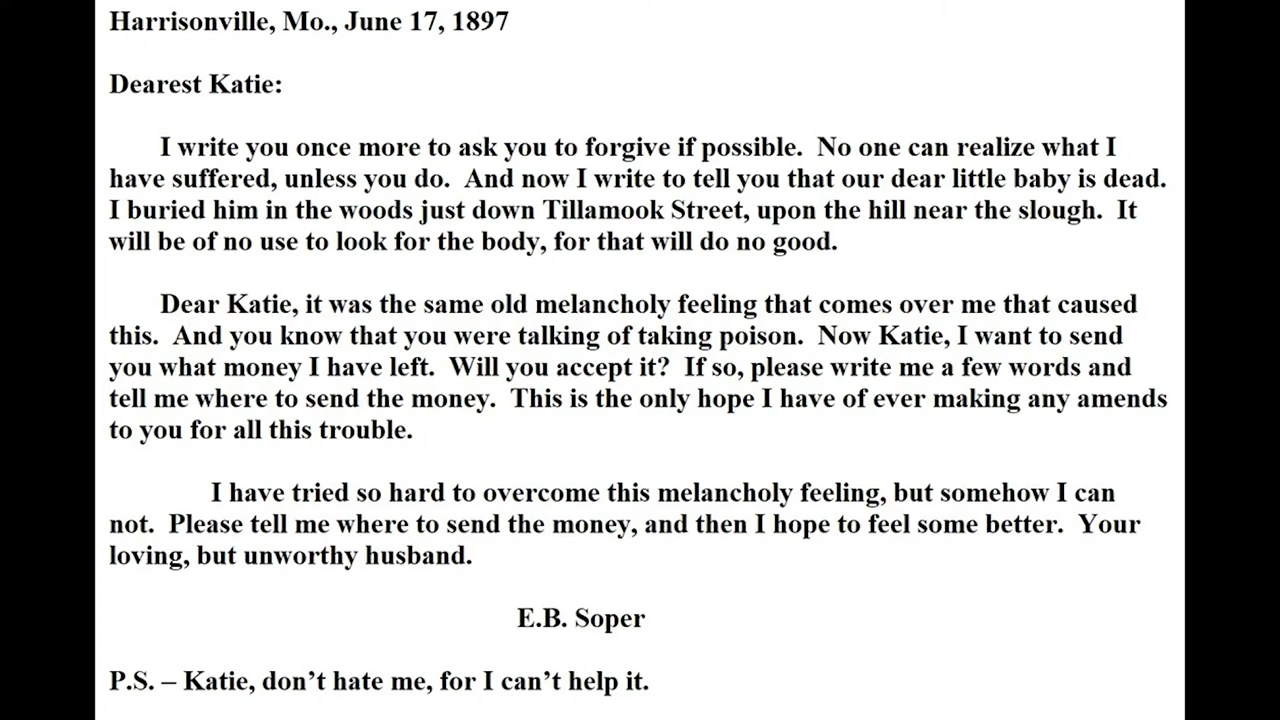 Harrisonville, Mo., June 17, 1897
Dearest Katie:
I write you once more to ask you to forgive if possible.  No one can realize what I
have suffered, unless you do.  And now I write to tell you that our dear little baby is dead.
I buried him in the woods just down Tillamook Street, upon the hill near the slough.  It
will be of no use to look for the body, for that will do no good.
Dear Katie, it was the same old melancholy feeling that comes over me that caused
this.  And you know that you were talking of taking poison.  Now Katie, I want to send
you what money I have left.  Will you accept it?  If so, please write me a few words and
tell me where to send the money.  This is the only hope I have of ever making any amends
to you for all this trouble.
I have tried so hard to overcome this melancholy feeling, but somehow I can
not.  Please tell me where to send the money, and then I hope to feel some better.  Your
loving, but unworthy husband.
E.B. Soper
P.S. – Katie, don’t hate me, for I can’t help it.